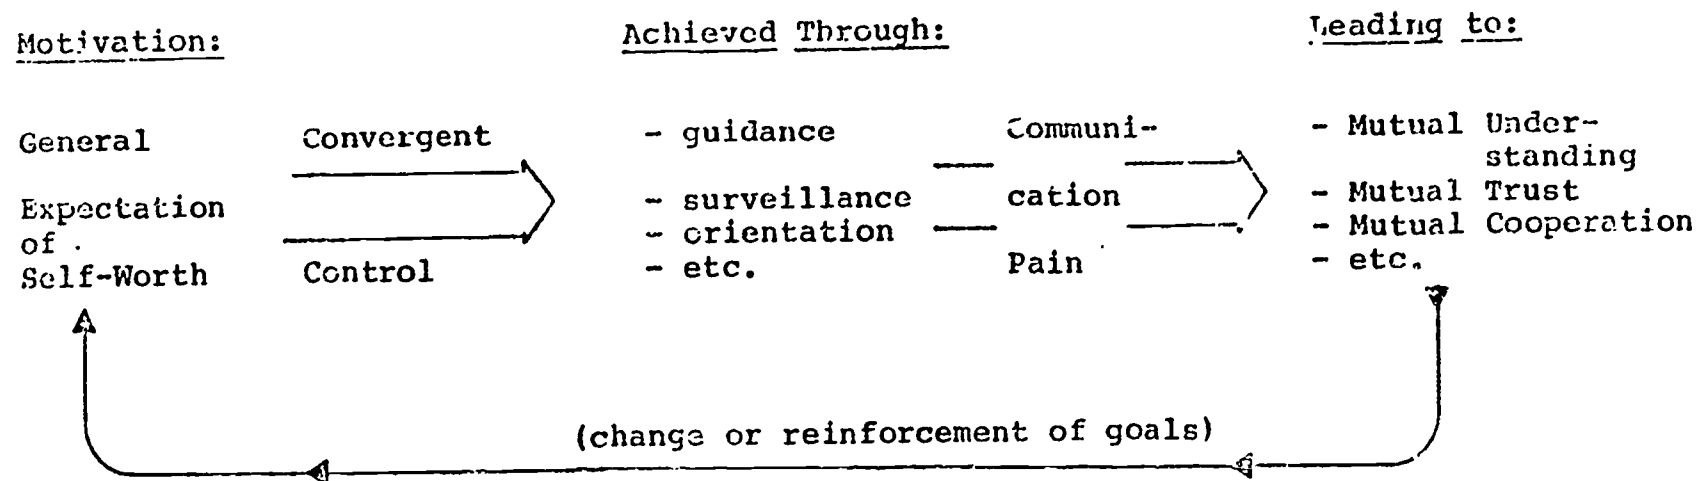 Motivation:
Achieved Through:
Leading to:
General
Expectation
of
Self-Worth
Convergent
Control
- guidance
- surveillance
- orientation
- etc.
Communi-
cation
Pain
- Mutual Under-
standing
- Mutual Trust
- Mutual Cooperation
- etc.
(change or reinforcement of goals)